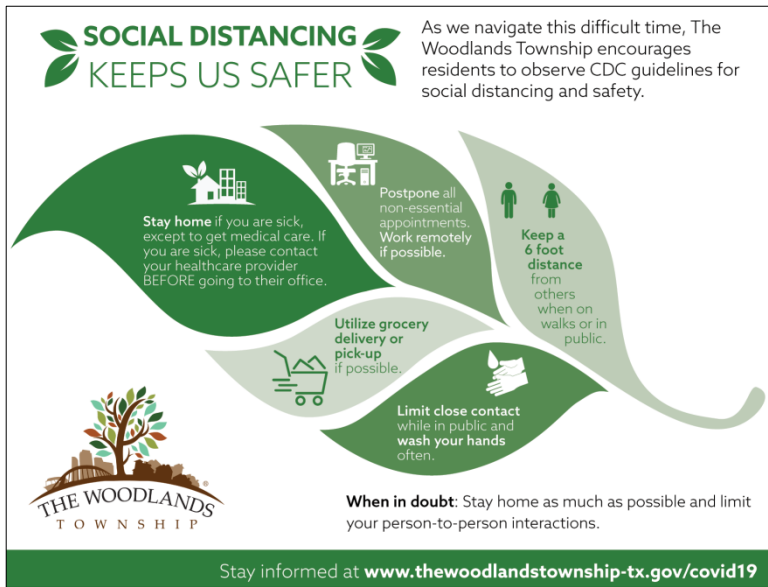 SOCIAL DISTANCING
KEEPS US SAFER
As we navigate this difficult time, The
Woodlands Township encourages
residents to observe CDC guidelines for
social distancing and safety.
Stay home if you are sick,
except to get medical care. If
you are sick, please contact
your healthcare provider
BEFORE going to their office.
Postpone all
non-essential
appointments.
Work remotely
if possible.
Keep a
6 foot
distance
from
others
when on
walks or in
public.
Utilize grocery
delivery or
pick-up
if possible.
Limit close contact
while in public and
wash your hands
often.
THE WOODLANDS®
TOWNSHIP
When in doubt: Stay home as much as possible and limit
your person-to-person interactions.
Stay informed at www.thewoodlandstownship-tx.gov/covid19